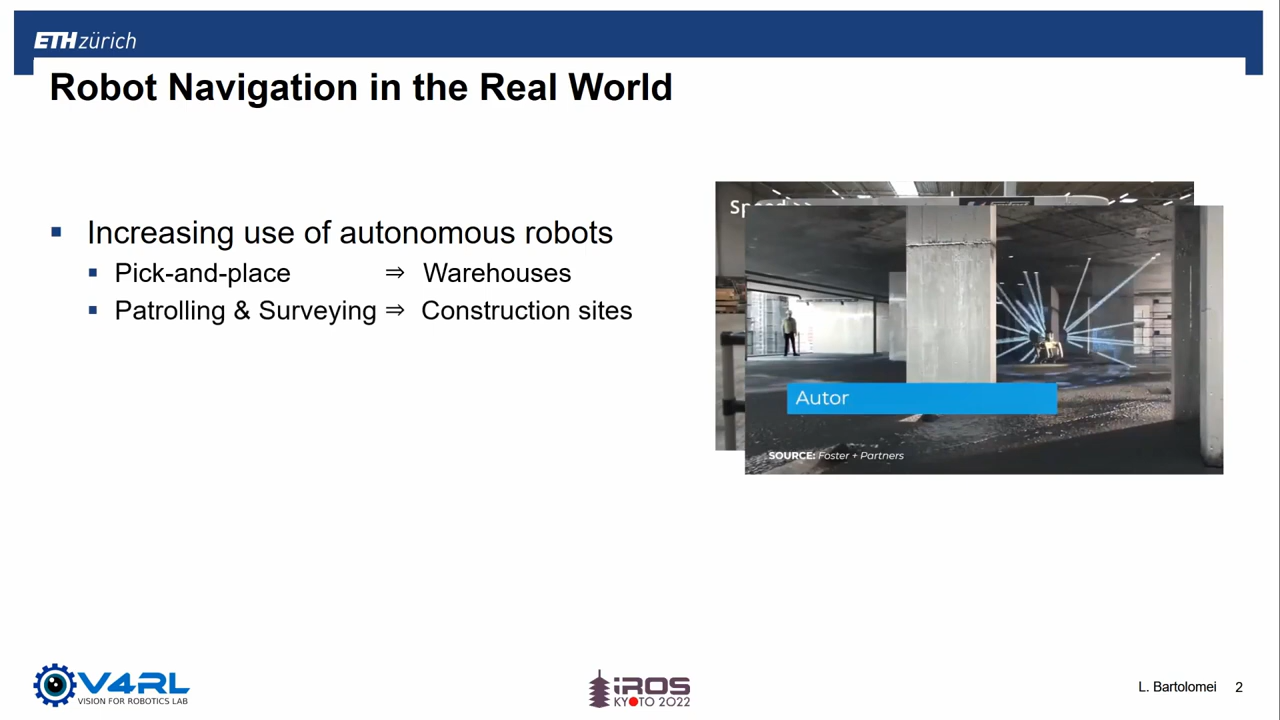 ETH zürich
Robot Navigation in the Real World
▪ Increasing use of autonomous robots
▪ Pick-and-place ⇒ Warehouses
▪ Patrolling & Surveying ⇒ Construction sites
Autor
SOURCE: Foster + Partners
V4RL
VISION FOR ROBOTICS LAB
iROS
KYOTO 2022
L. Bartolomei 2